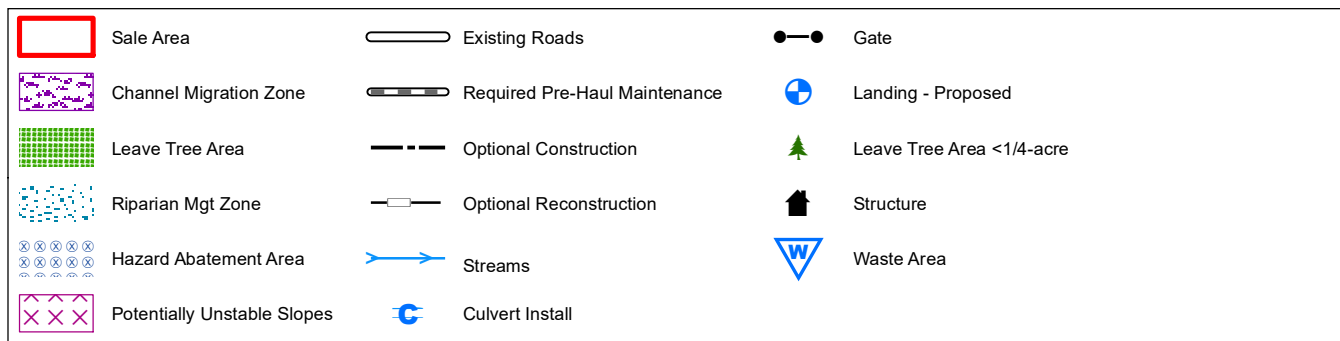 Sale Area
Existing Roads
Gate
Channel Migration Zone
Required Pre-Haul Maintenance
Landing - Proposed
Leave Tree Area
Optional Construction
Leave Tree Area <1/4-acre
Riparian Mgt Zone
Optional Reconstruction
Structure
Hazard Abatement Area
Streams
W
Waste Area
Potentially Unstable Slopes
C
Culvert Install